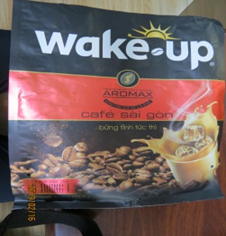 wake-up
AROMAX
café sài gòn
bừng tỉnh tức thì